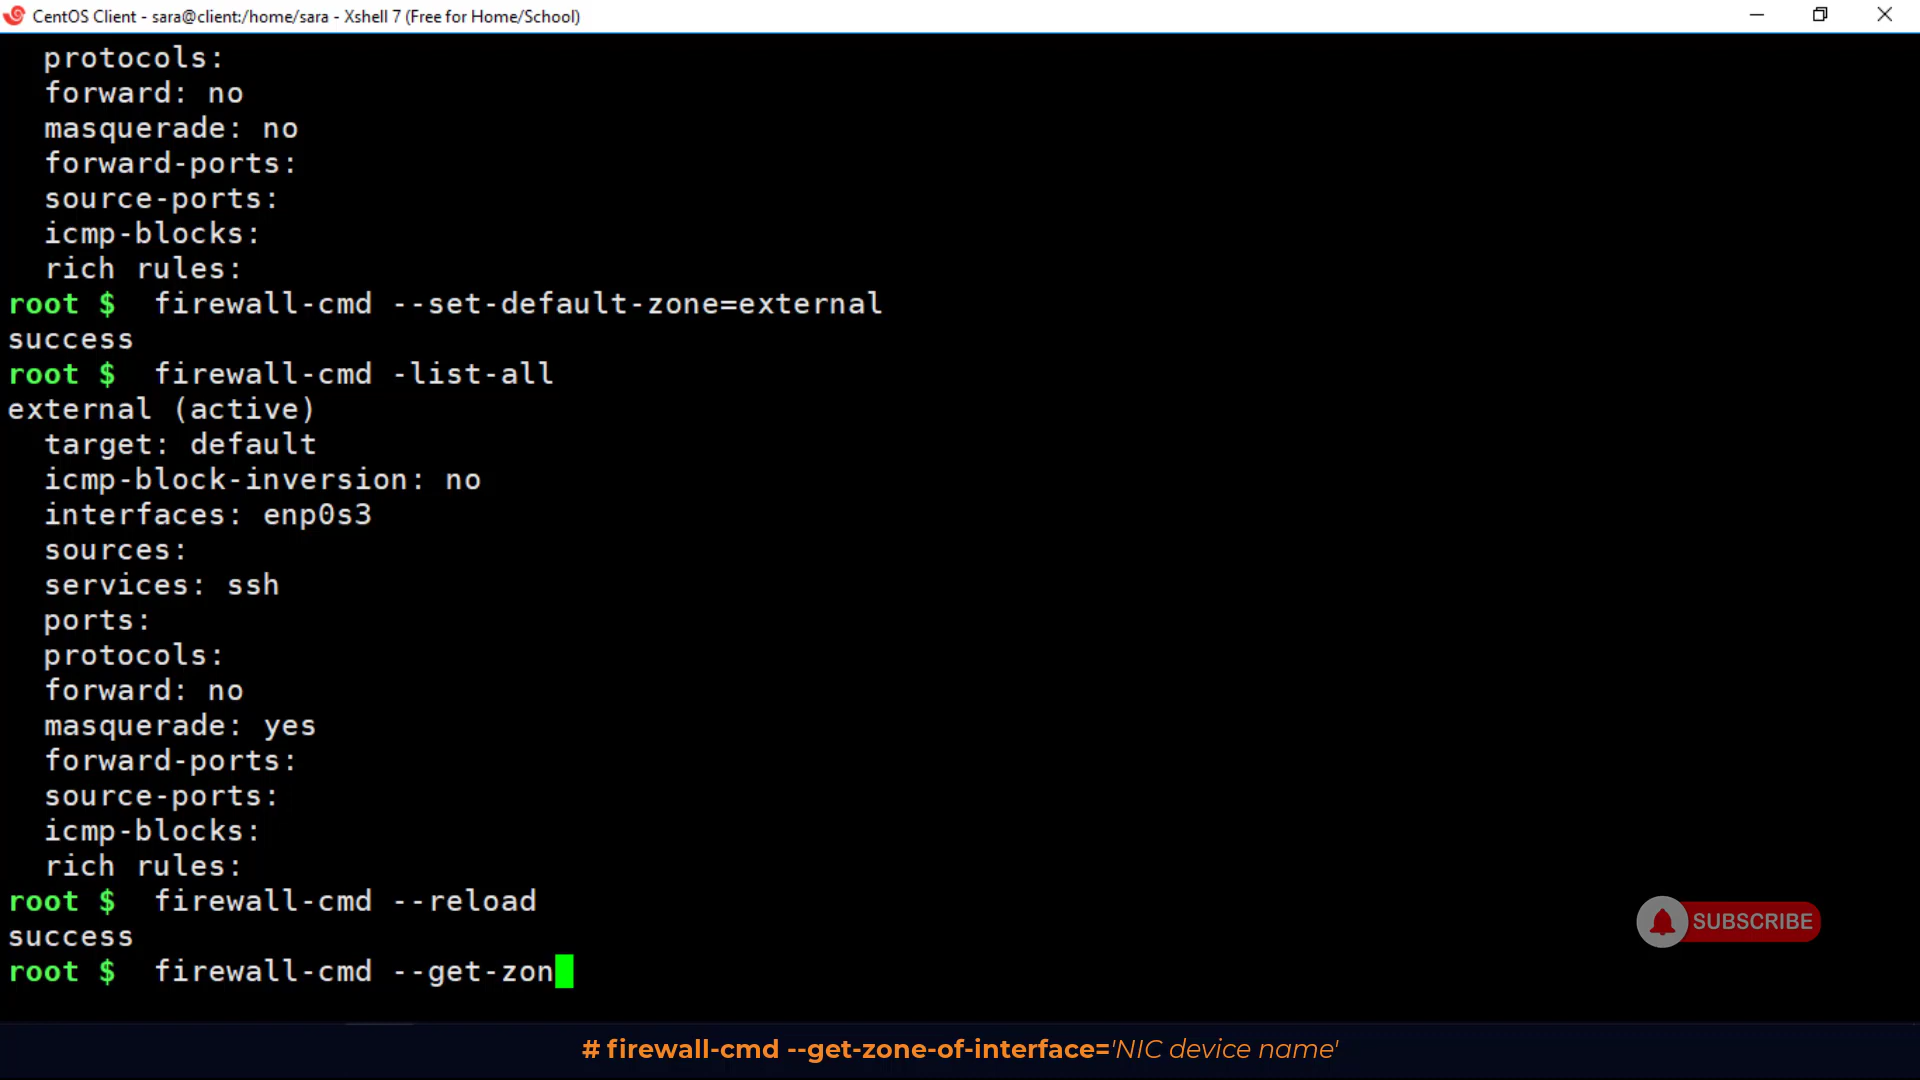 CentOS Client - sara@client:/home/sara - Xshell 7 (Free for Home/School)
protocols:
forward: no
masquerade: no
forward-ports:
source-ports:
icmp-blocks:
rich rules:
root $  firewall-cmd --set-default-zone=external
success
root $  firewall-cmd -list-all
external (active)
target: default
icmp-block-inversion: no
interfaces: enp0s3
sources:
services: ssh
ports:
protocols:
forward: no
masquerade: yes
forward-ports:
source-ports:
icmp-blocks:
rich rules:
root $  firewall-cmd --reload
success
root $  firewall-cmd --get-zon
SUBSCRIBE
# firewall-cmd --get-zone-of-interface='NIC device name'